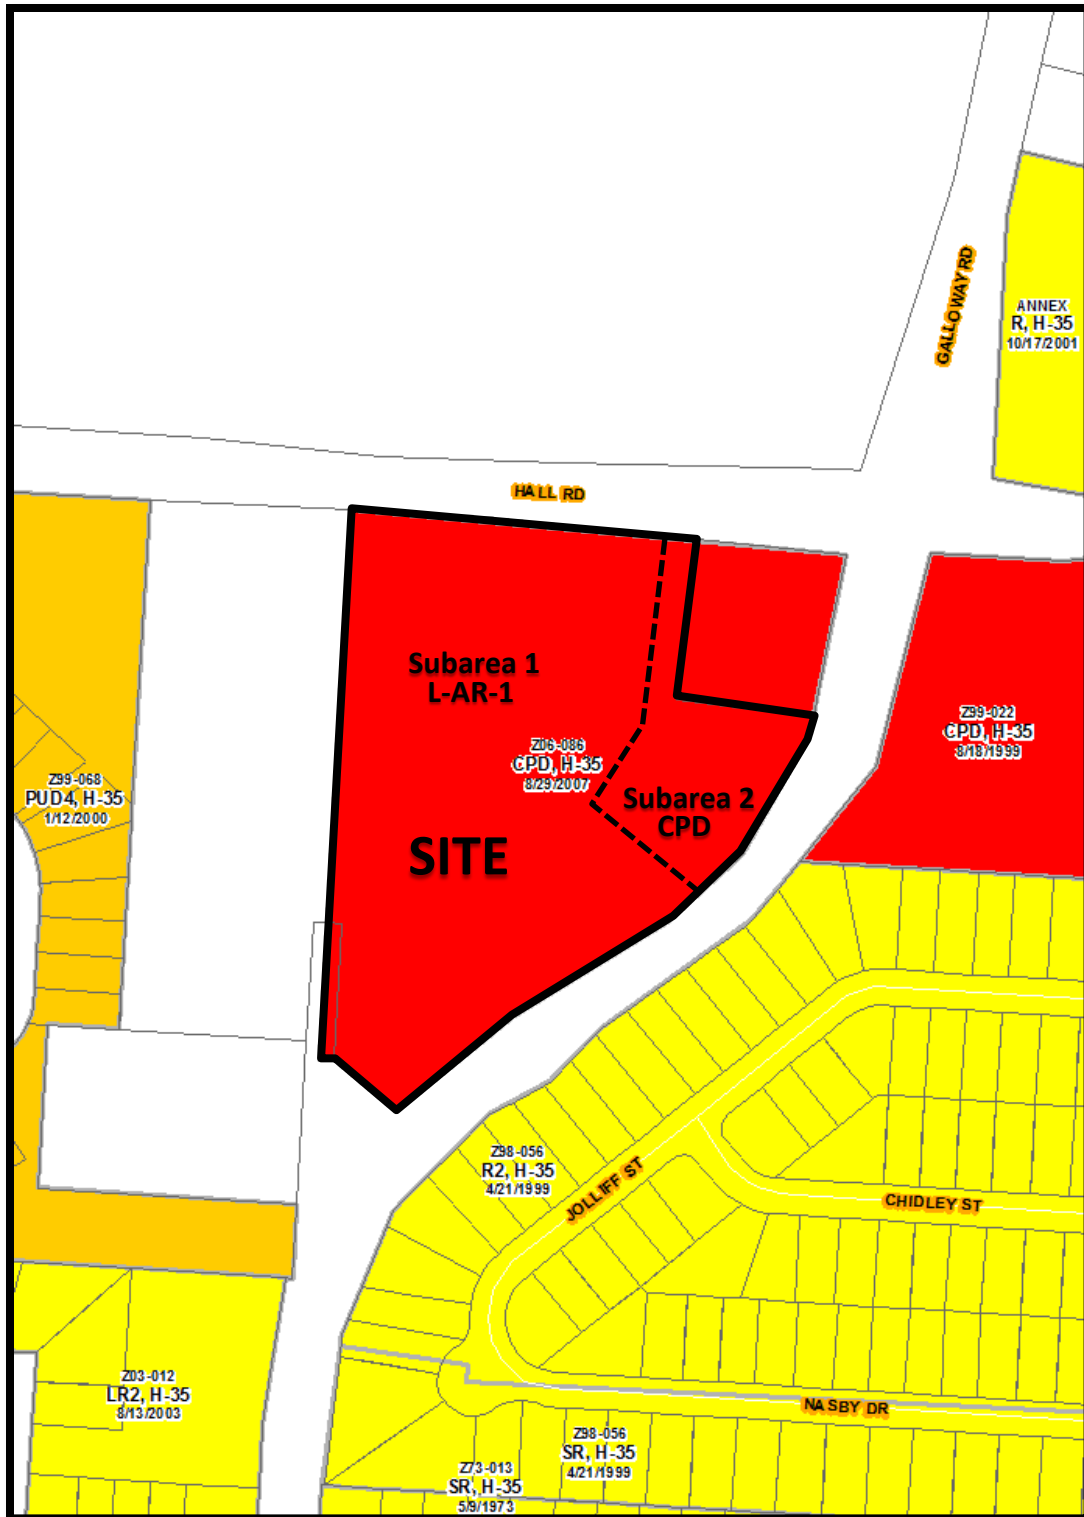 GALLOWAY RD
ANNEX
R, H-35
10/17/2001
HALL RD
Subarea 1
L-AR-1
Z06-086
CPD, H-35
8/29/2007
Z99-022
CPD, H-35
8/18/1999
Z99-068
PUD4, H-35
1/12/2000
Subarea 2
CPD
SITE
Z98-056
R2, H-35
4/21/1999
JOLLIFF ST
CHIDLEY ST
Z03-012
LR2, H-35
8/13/2003
NASBY DR
Z98-056
SR, H-35
4/21/1999
Z73-013
SR, H-35
5/9/1973